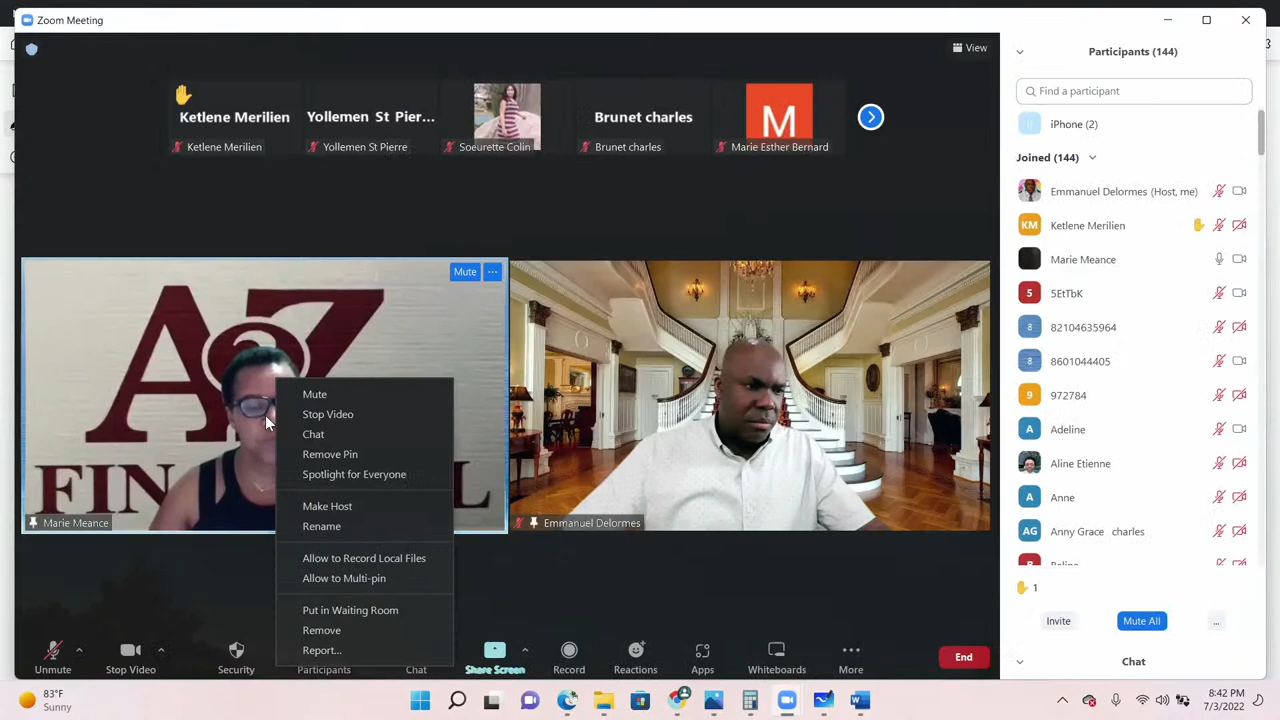 Zoom Meeting
View
Ketlene Merilien
Yollemen St Pier...
Brunet charles
M
Ketlene Merilien
Yollemen St Pierre
Soeurette Colin
Brunet charles
Marie Esther Bernard
Mute
...
FIN
L
Marie Meance
Emmanuel Delormes
Mute
Stop Video
Chat
Remove Pin
Spotlight for Everyone
Make Host
Rename
Allow to Record Local Files
Allow to Multi-pin
Put in Waiting Room
Remove
Report...
Participants (144)
Find a participant
iPhone (2)
Joined (144)
Emmanuel Delormes (Host, me)
KM Ketlene Merilien
Marie Meance
5 5EtTbK
8 82104635964
8 8601044405
9 972784
A Adeline
Aline Etienne
A Anne
AG Anny Grace charles
1
Invite
Mute All
...
Chat
Unmute
Stop Video
Security
Participants
Chat
Share Screen
Record
Reactions
Apps
Whiteboards
More
End
83°F
Sunny
8:42 PM
7/3/2022